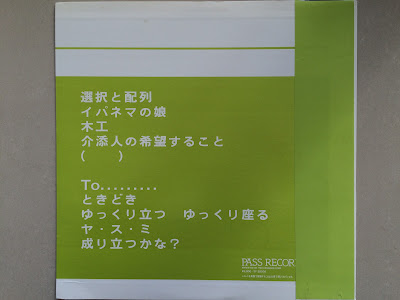 選択と配列
イパネマの娘
木工
介添人の希望すること
(　　)
To.........
ときどき
ゆっくり立つ　ゆっくり座る
ヤ・ス・ミ
成り立つかな？
PASS RECOR